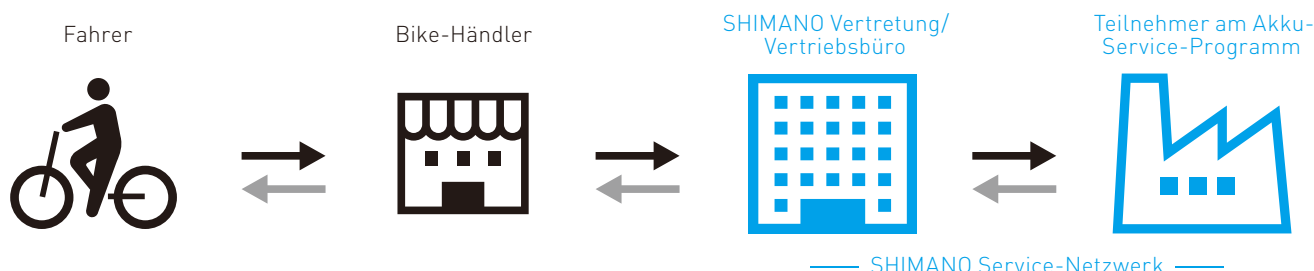 Fahrer
Bike-Händler
SHIMANO Vertretung/
Vertriebsbüro
Teilnehmer am Akku-
Service-Programm
SHIMANO Service-Netzwerk